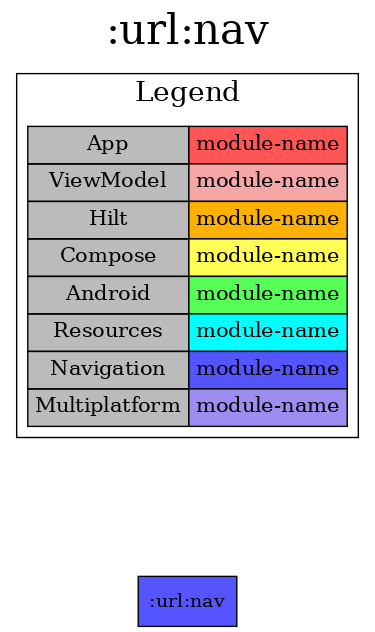 :url:nav
Legend
App module-name
ViewModel module-name
Hilt module-name
Compose module-name
Android module-name
Resources module-name
Navigation module-name
Multiplatform module-name
:url:nav